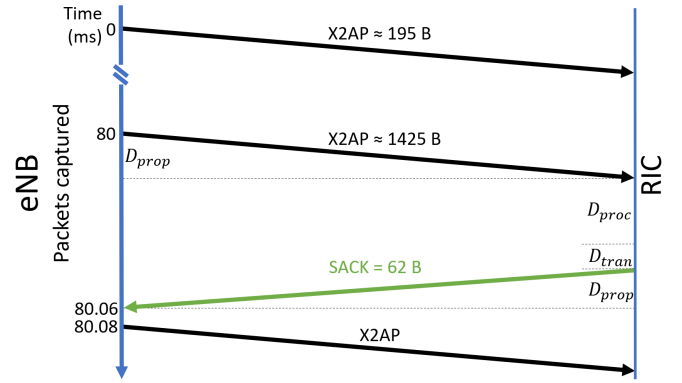 Time
(ms) 0
X2AP ≈ 195 B
80
X2AP ≈ 1425 B
D_prop
eNB
Packets captured
RIC
D_proc
D_tran
SACK = 62 B
D_prop
80.06
80.08
X2AP